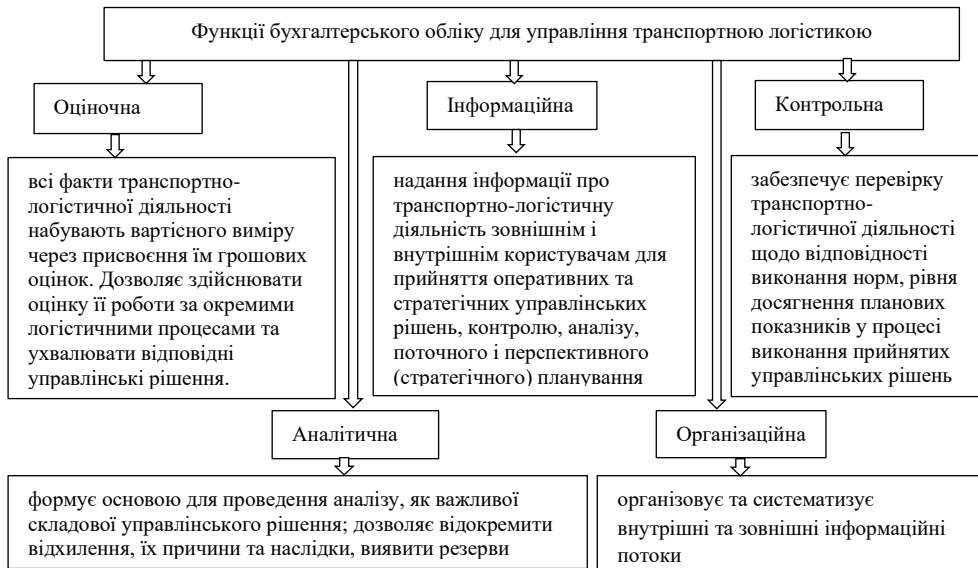 Функції бухгалтерського обліку для управління транспортною логістикою
Оціночна
Інформаційна
Контрольна
всі факти транспортно-
логістичної діяльності
набувають вартісного виміру
через присвоєння їм грошових
оцінок. Дозволяє здійснювати
оцінку її роботи за окремими
логістичними процесами та
ухвалювати відповідні
управлінські рішення.
надання інформації про
транспортно-логістичну
діяльність зовнішнім і
внутрішнім користувачам для
прийняття оперативних та
стратегічних управлінських
рішень, контролю, аналізу,
поточного і перспективного
(стратегічного) планування
забезпечує перевірку
транспортно-
логістичної діяльності
щодо відповідності
виконання норм, рівня
досягнення планових
показників у процесі
виконання прийнятих
управлінських рішень
Аналітична
Організаційна
формує основою для проведення аналізу, як важливої
складової управлінського рішення; дозволяє відокремити
відхилення, їх причини та наслідки, виявити резерви
організовує та систематизує
внутрішні та зовнішні інформаційні
потоки